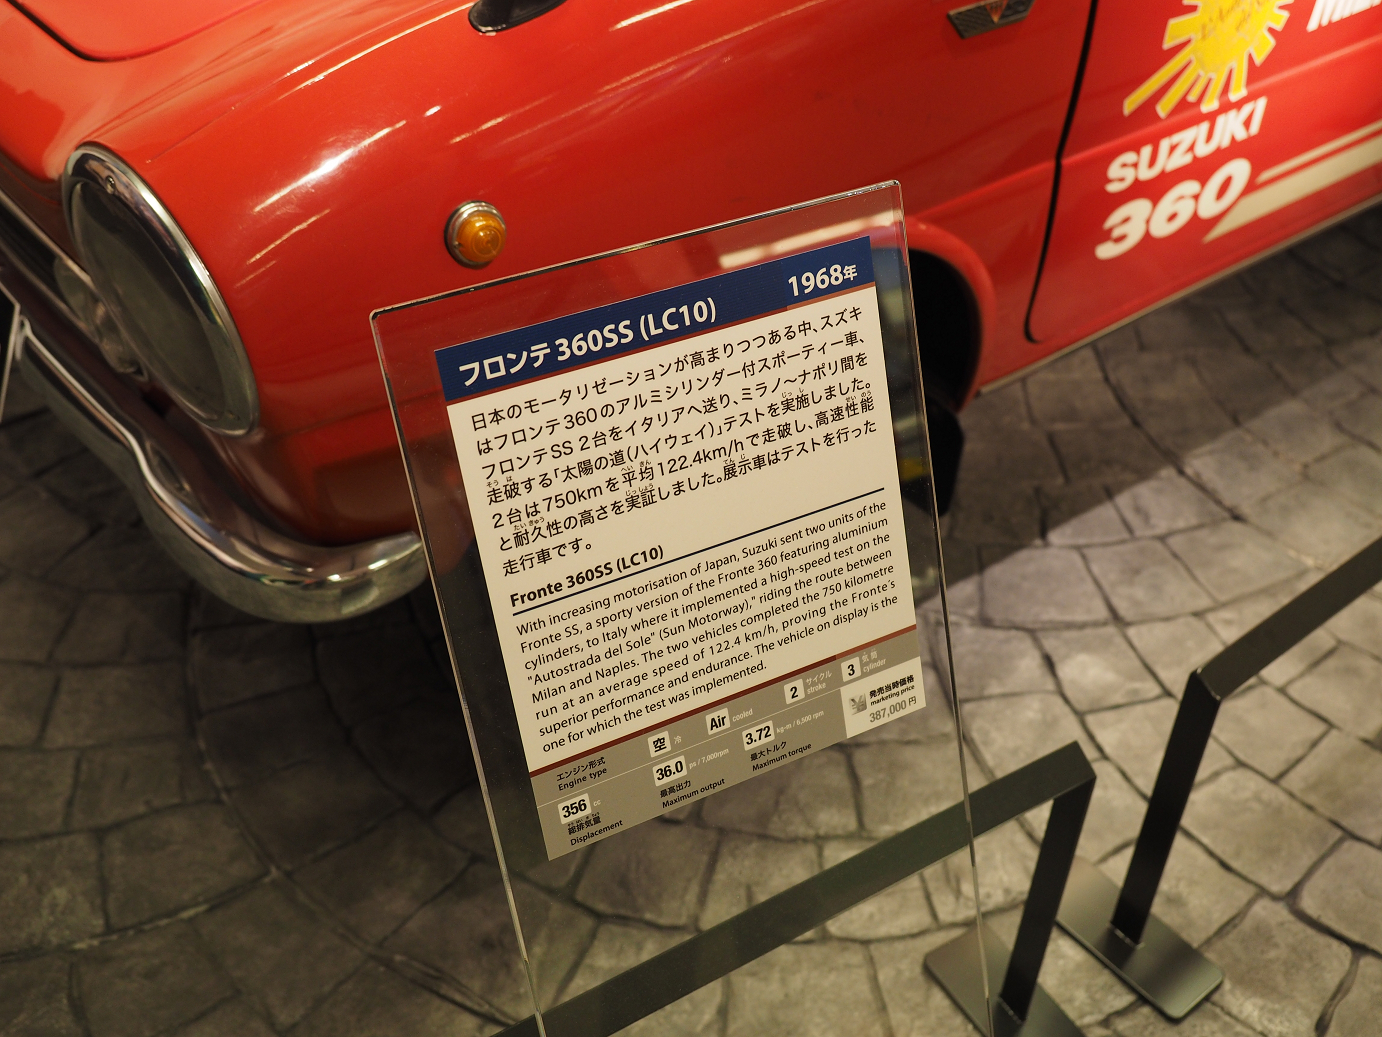 SUZUKI
360
フロンテ 360SS (LC10) 1968年
日本のモータリゼーションが高まりつつある中、スズキ
はフロンテ360のアルミシリンダー付スポーティー車、
フロンテSS 2台をイタリアへ送り、ミラノ～ナポリ間を
走破する「太陽の道(ハイウェイ)」テストを実施しました。
2台は750kmを平均122.4km/hで走破し、高速性能
と耐久性の高さを実証しました。展示車はテストを行った
走行車です。
Fronte 360SS (LC10)
With increasing motorisation of Japan, Suzuki sent two units of the
Fronte SS, a sporty version of the Fronte 360 featuring aluminium
cylinders, to Italy where it implemented a high-speed test on the
"Autostrada del Sole" (Sun Motorway)," riding the route between
Milan and Naples. The two vehicles completed the 750 kilometre
run at an average speed of 122.4 km/h, proving the Fronte´s
superior performance and endurance. The vehicle on display is the
one for which the test was implemented.
エンジン形式 空冷 Air cooled 2 サイクル stroke 3 気筒 cylinder
Engine type
356 cc 36.0 ps / 7,000rpm 3.72 kg-m / 6,500 rpm
総排気量 最高出力 最大トルク
Displacement Maximum output Maximum torque
発売当時価格
marketing price
387,000円